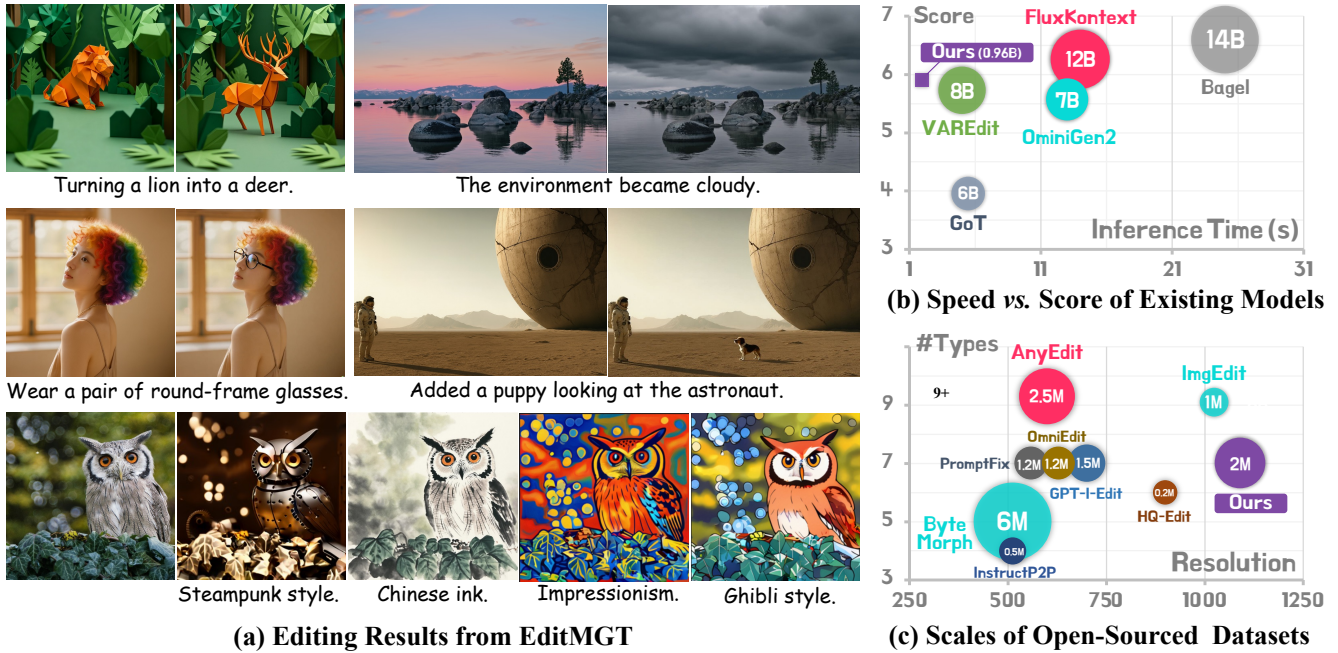 Turning a lion into a deer.
The environment became cloudy.
Wear a pair of round-frame glasses.
Added a puppy looking at the astronaut.
Steampunk style.
Chinese ink.
Impressionism.
Ghibli style.
(a) Editing Results from EditMGT
7
Score
FluxKontext
Ours (0.96B)
14B
12B
6
8B
7B
Bagel
VAREdit
OminiGen2
5
4
6B
GoT
Inference Time (s)
3
1
11
21
31
(b) Speed vs. Score of Existing Models
#Types
AnyEdit
ImgEdit
9+
2.5M
1M
9
OmniEdit
PromptFix
1.2M
1.2M
1.5M
2M
7
GPT-I-Edit
0.2M
HQ-Edit
Ours
6M
5
Byte
Morph
0.5M
InstructP2P
Resolution
3
250
500
750
1000
1250
(c) Scales of Open-Sourced Datasets